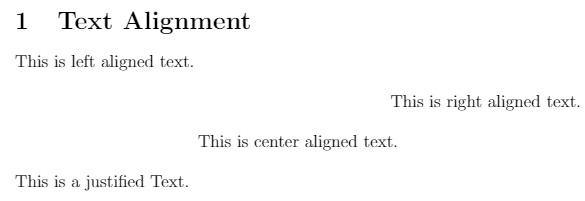 1 Text Alignment
This is left aligned text.
This is right aligned text.
This is center aligned text.
This is a justified Text.